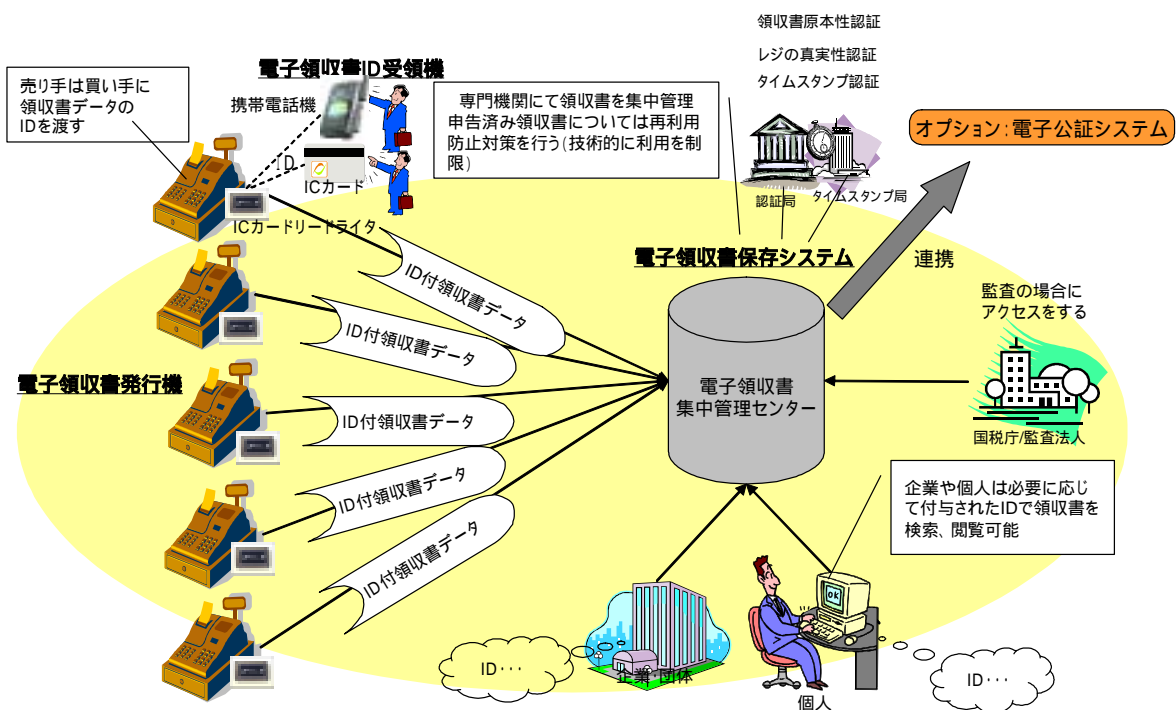 領収書原本性認証
レジの真実性認証
タイムスタンプ認証
電子領収書ID受領機
売り手は買い手に
領収書データの
IDを渡す
携帯電話機
専門機関にて領収書を集中管理
申告済み領収書については再利用
防止対策を行う(技術的に利用を制
限)
オプション:電子公証システム
ID
ICカード
認証局
タイムスタンプ局
ICカードリードライタ
電子領収書保存システム
連携
ID付領収書データ
監査の場合に
アクセスをする
ID付領収書データ
電子領収書発行機
電子領収書
集中管理センター
ID付領収書データ
国税庁/監査法人
ID付領収書データ
企業や個人は必要に応じ
て付与されたIDで領収書を
検索、閲覧可能
ID付領収書データ
OK
ID・・・
企業・団体
ID・・・
個人